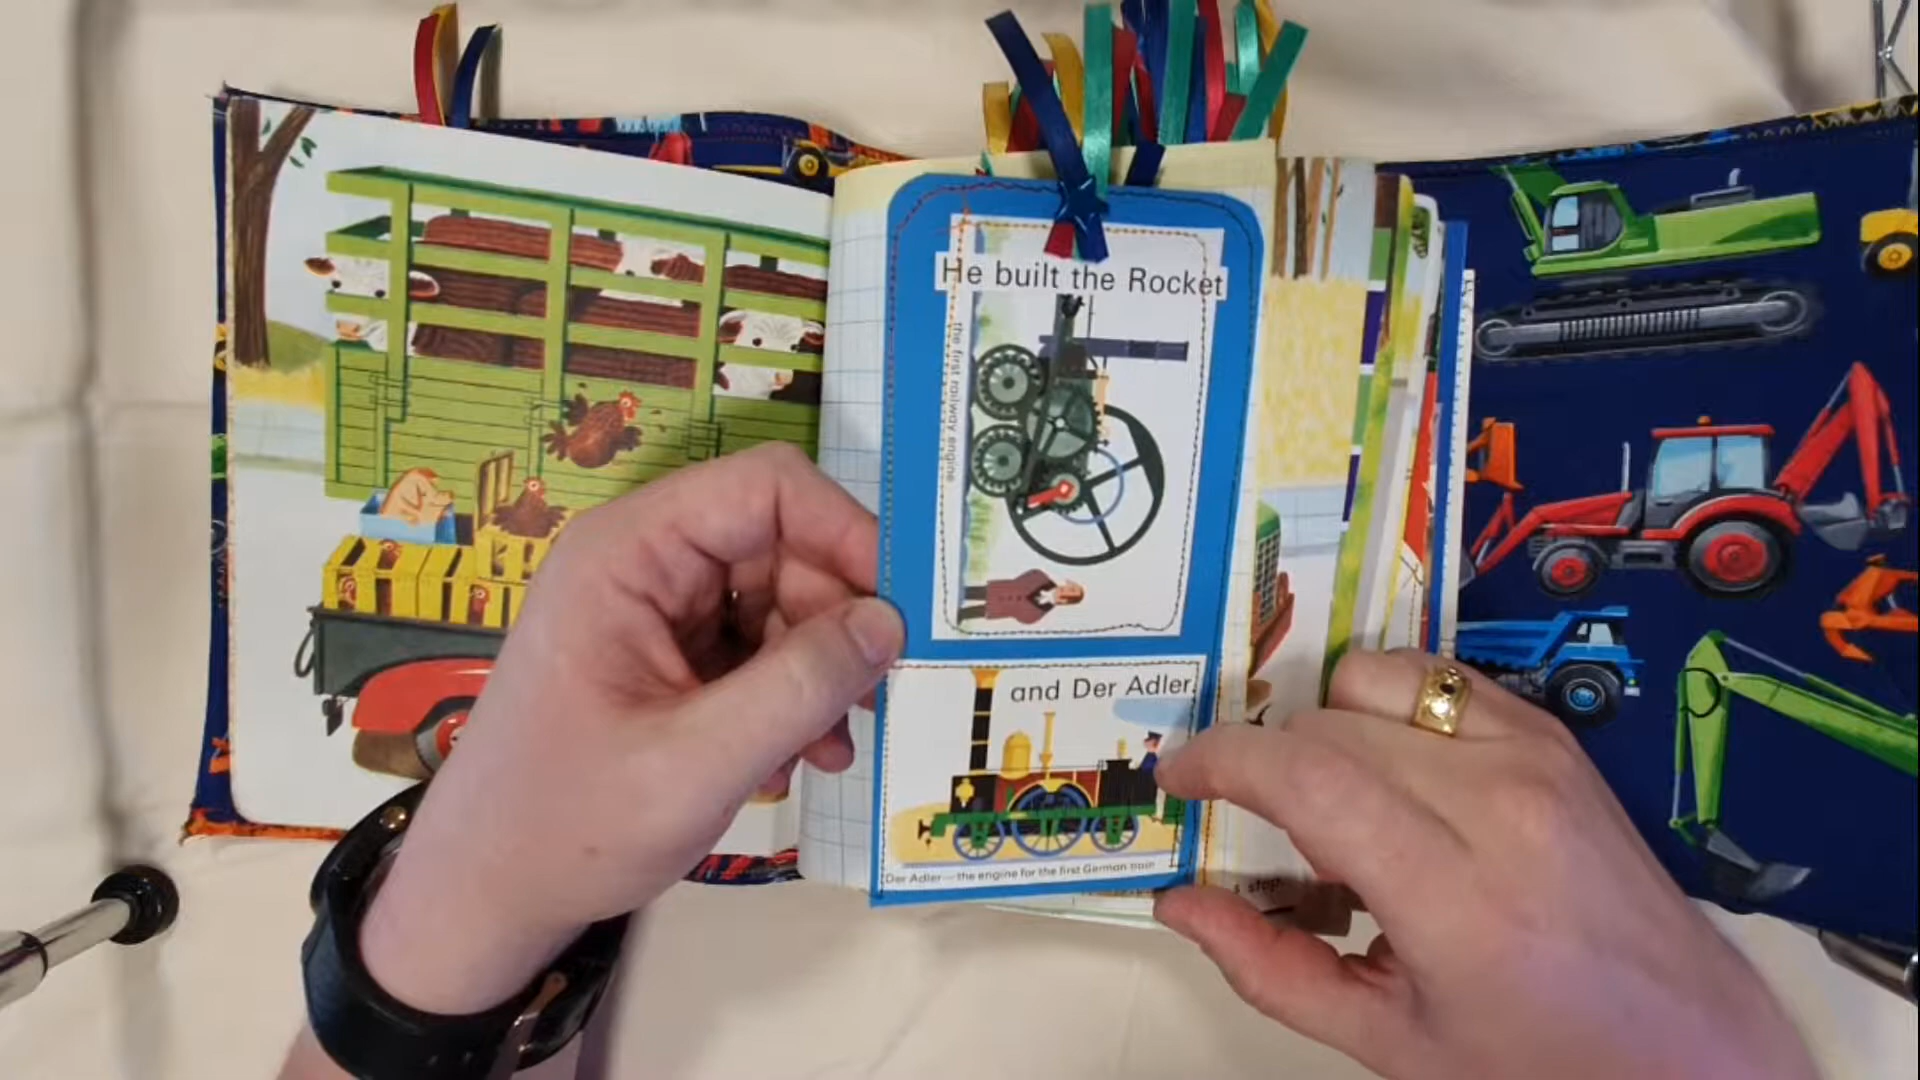 He built the Rocket
the first railway engine
and Der Adler.
Der Adler—the engine for the first German train
s stop.